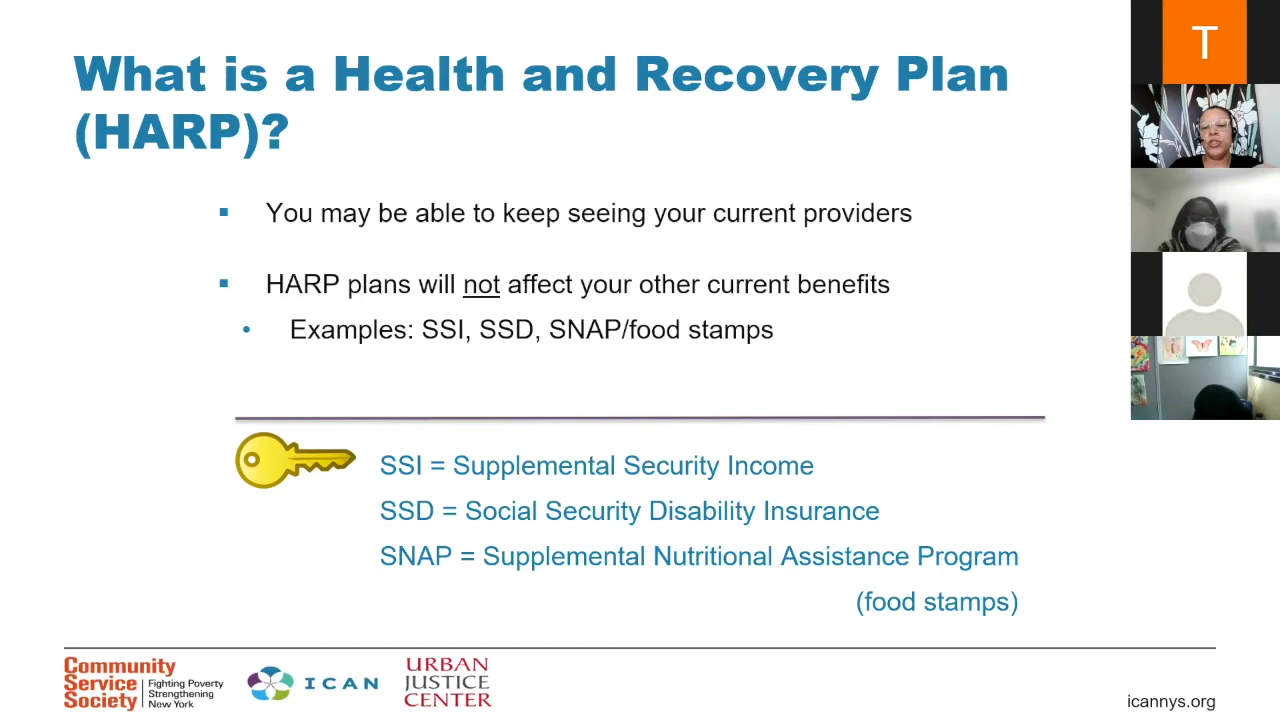 What is a Health and Recovery Plan
(HARP)?
You may be able to keep seeing your current providers
HARP plans will not affect your other current benefits
Examples: SSI, SSD, SNAP/food stamps
SSI = Supplemental Security Income
SSD = Social Security Disability Insurance
SNAP = Supplemental Nutritional Assistance Program
(food stamps)
Community
Service
Society
Fighting Poverty
Strengthening
New York
ICAN
URBAN
JUSTICE
CENTER
icannys.org
T